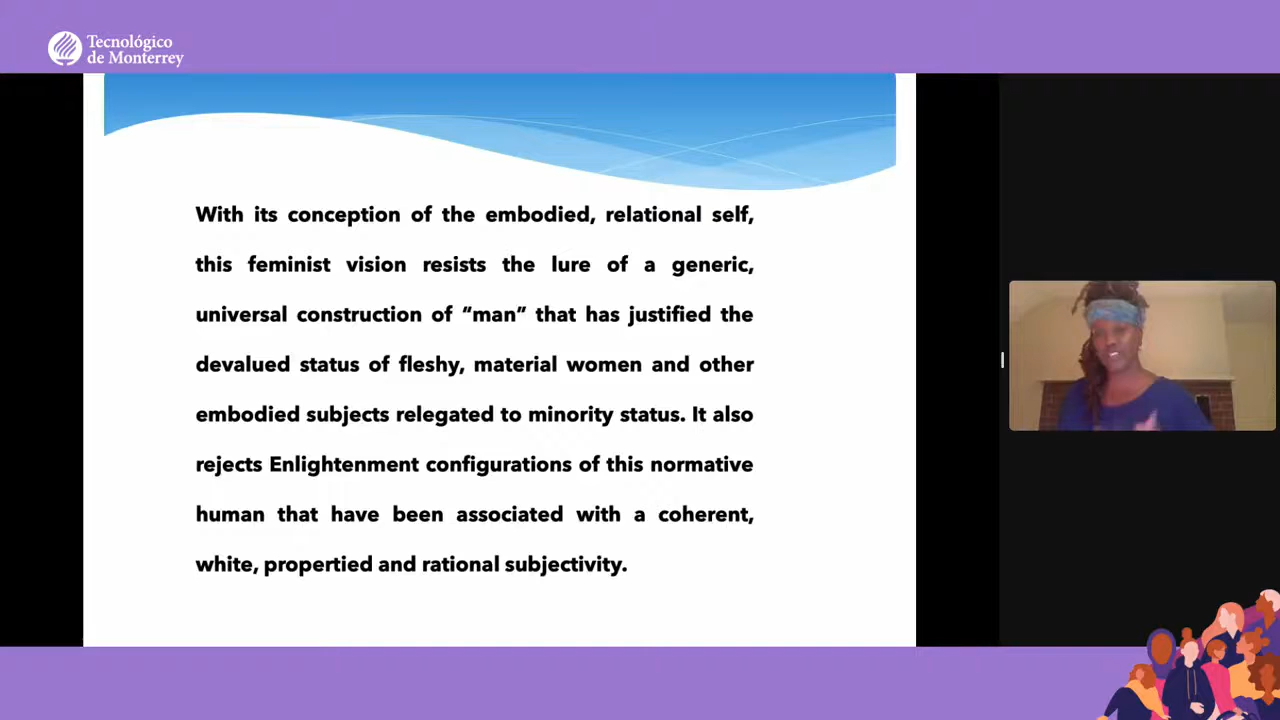 Tecnológico
de Monterrey
With its conception of the embodied, relational self,
this feminist vision resists the lure of a generic,
universal construction of “man” that has justified the
devalued status of fleshy, material women and other
embodied subjects relegated to minority status. It also
rejects Enlightenment configurations of this normative
human that have been associated with a coherent,
white, propertied and rational subjectivity.